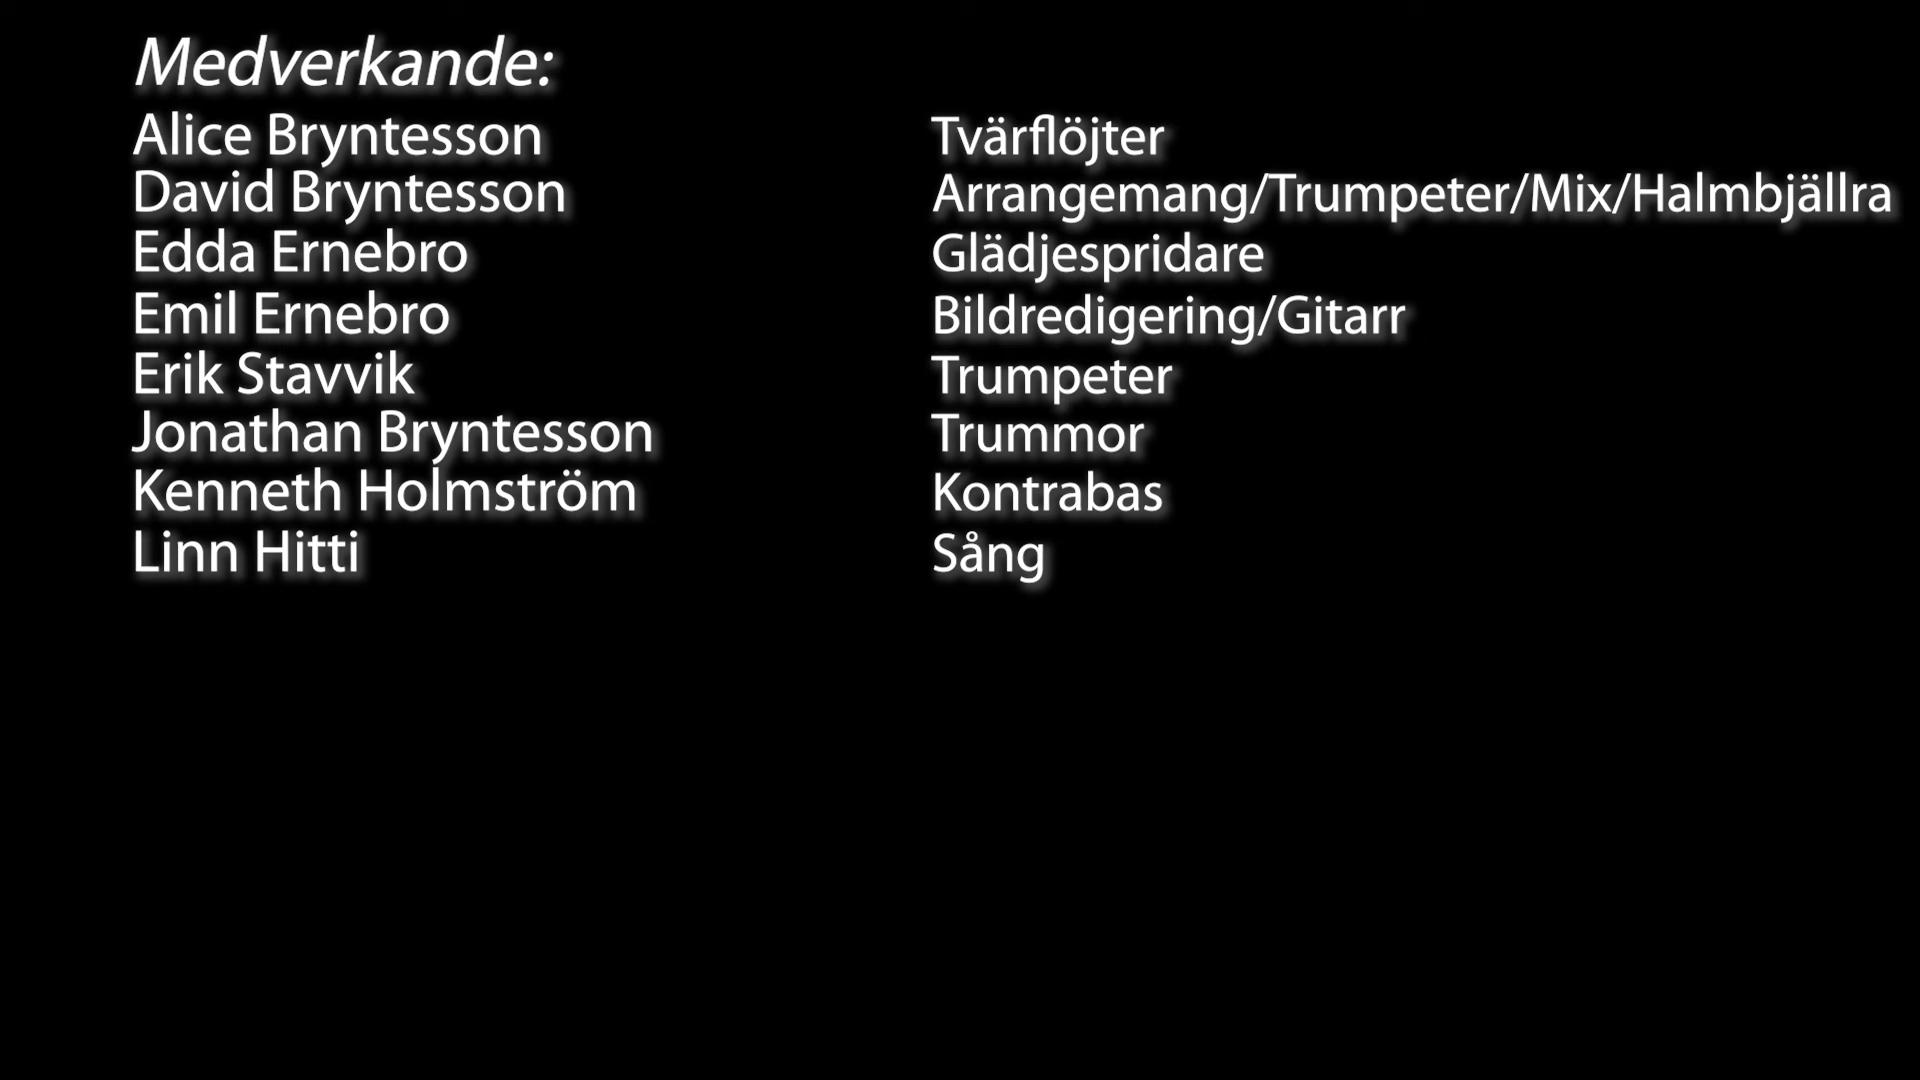 Medverkande:
Alice Bryntesson Tvärflöjter
David Bryntesson Arrangemang/Trumpeter/Mix/Halmbjällra
Edda Ernebro Glädjespridare
Emil Ernebro Bildredigering/Gitarr
Erik Stavvik Trumpeter
Jonathan Bryntesson Trummor
Kenneth Holmström Kontrabas
Linn Hitti Sång